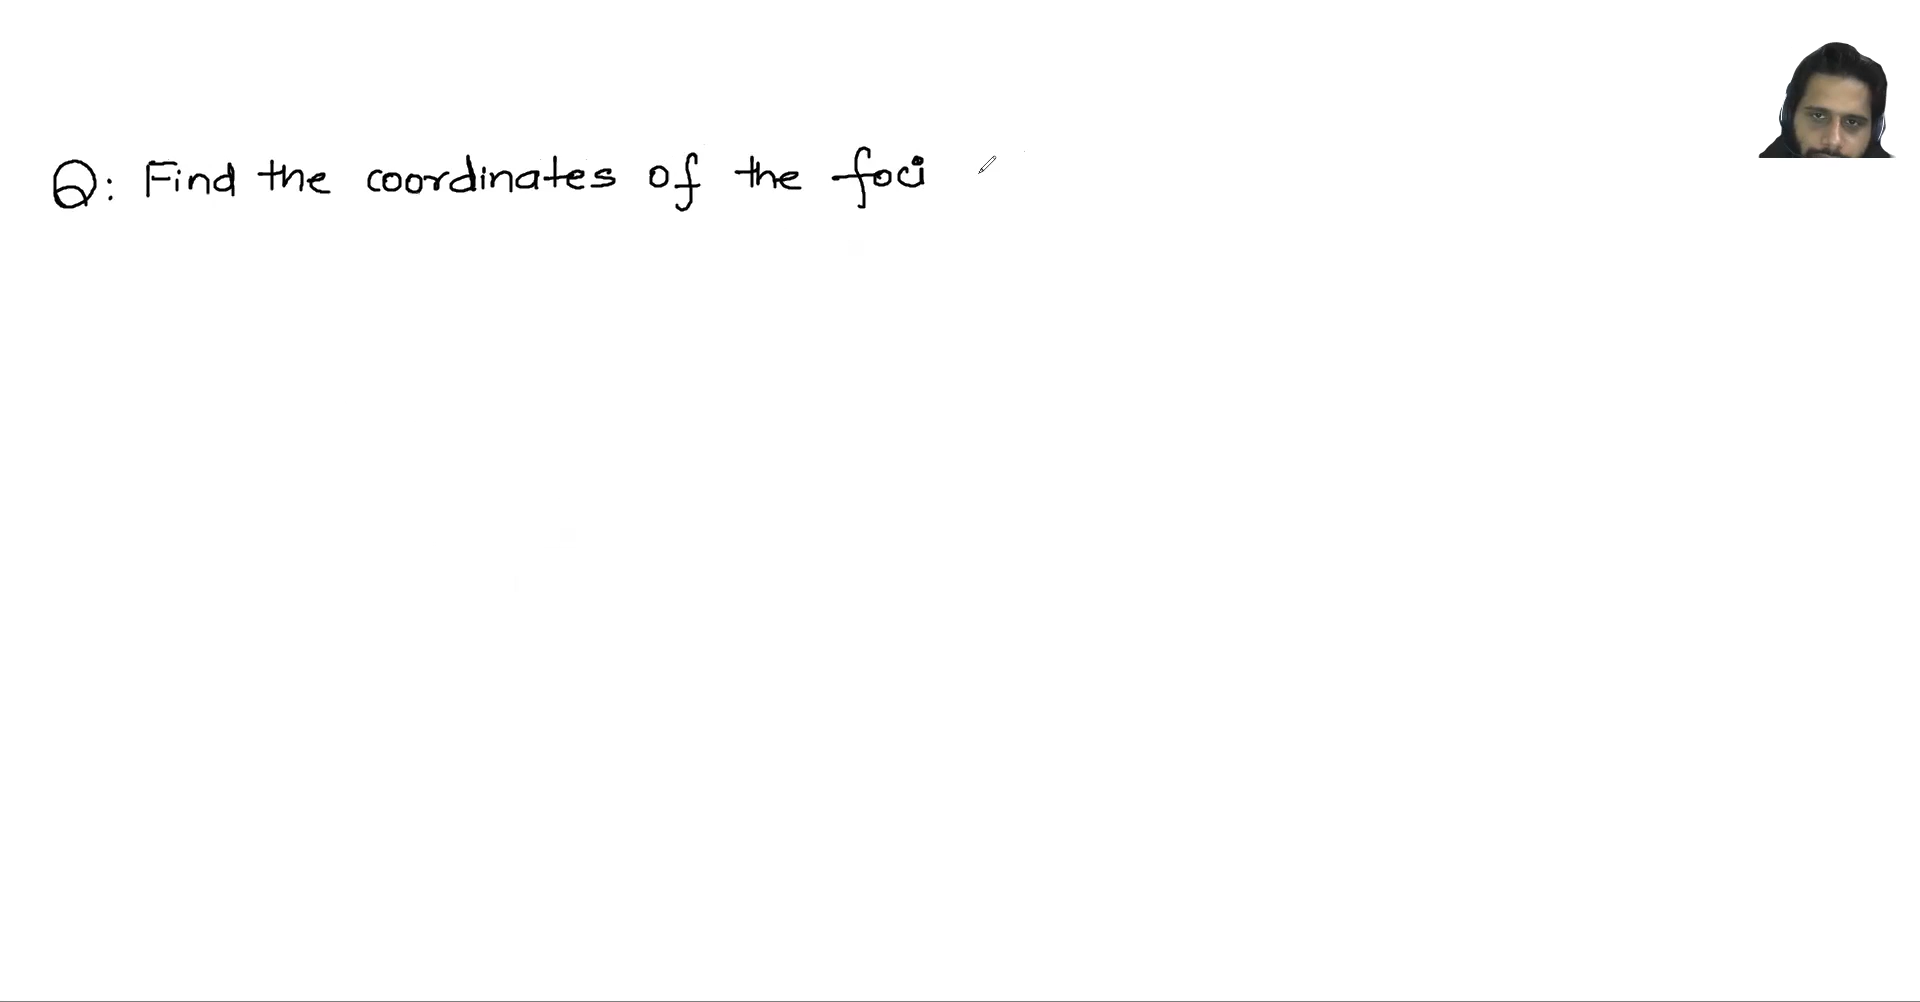 Q: Find the coordinates of the foci